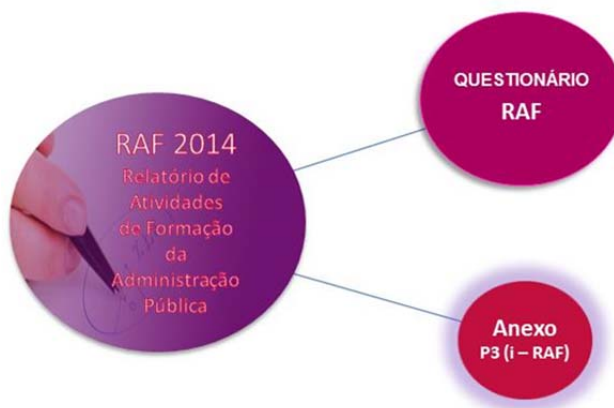 RAF 2014
Relatório de
Atividades
de Formação
da
Administração
Pública
QUESTIONÁRIO
RAF
Anexo
P3 (i – RAF)